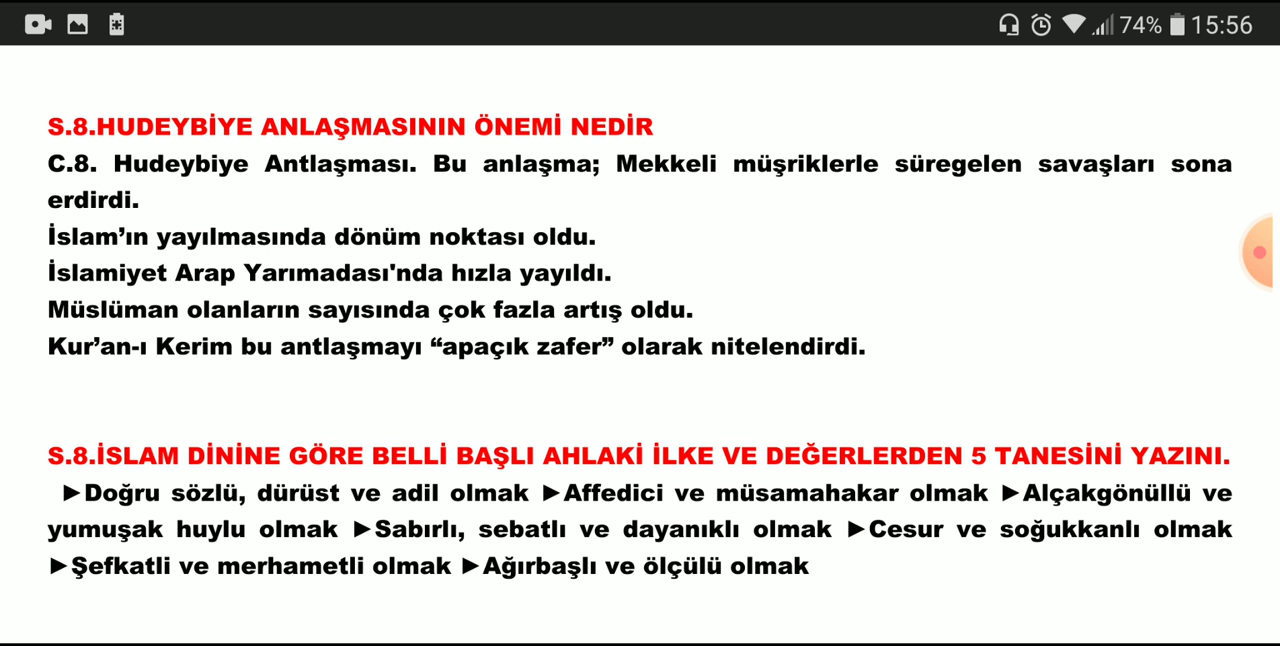 74% 15:56
S.8.HUDEYBİYE ANLAŞMASININ ÖNEMİ NEDİR
C.8. Hudeybiye Antlaşması. Bu anlaşma; Mekkeli müşriklerle süregelen savaşları sona
erdirdi.
İslam’ın yayılmasında dönüm noktası oldu.
İslamiyet Arap Yarımadası'nda hızla yayıldı.
Müslüman olanların sayısında çok fazla artış oldu.
Kur’an-ı Kerim bu antlaşmayı “apaçık zafer” olarak nitelendirdi.
S.8.İSLAM DİNİNE GÖRE BELLİ BAŞLI AHLAKİ İLKE VE DEĞERLERDEN 5 TANESİNİ YAZINI.
►Doğru sözlü, dürüst ve adil olmak ►Affedici ve müsamahakar olmak ►Alçakgönüllü ve
yumuşak huylu olmak ►Sabırlı, sebatlı ve dayanıklı olmak ►Cesur ve soğukkanlı olmak
►Şefkatli ve merhametli olmak ►Ağırbaşlı ve ölçülü olmak